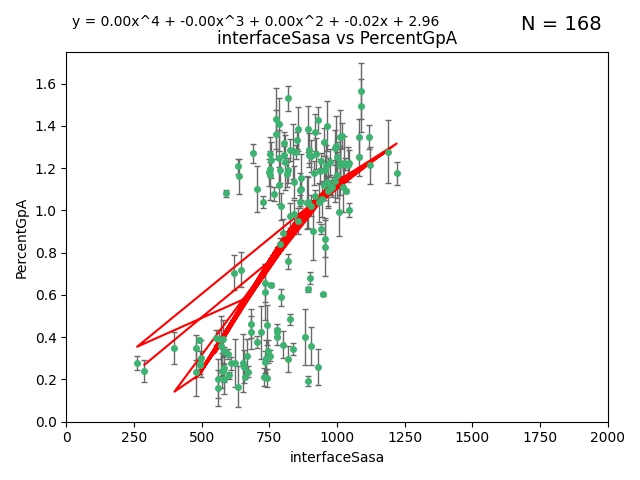 y = 0.00x^4 + -0.00x^3 + 0.00x^2 + -0.02x + 2.96
N = 168
interfaceSasa vs PercentGpA
PercentGpA
1.6
1.4
1.2
1.0
0.8
0.6
0.4
0.2
0.0
0 250 500 750 1000 1250 1500 1750 2000
interfaceSasa